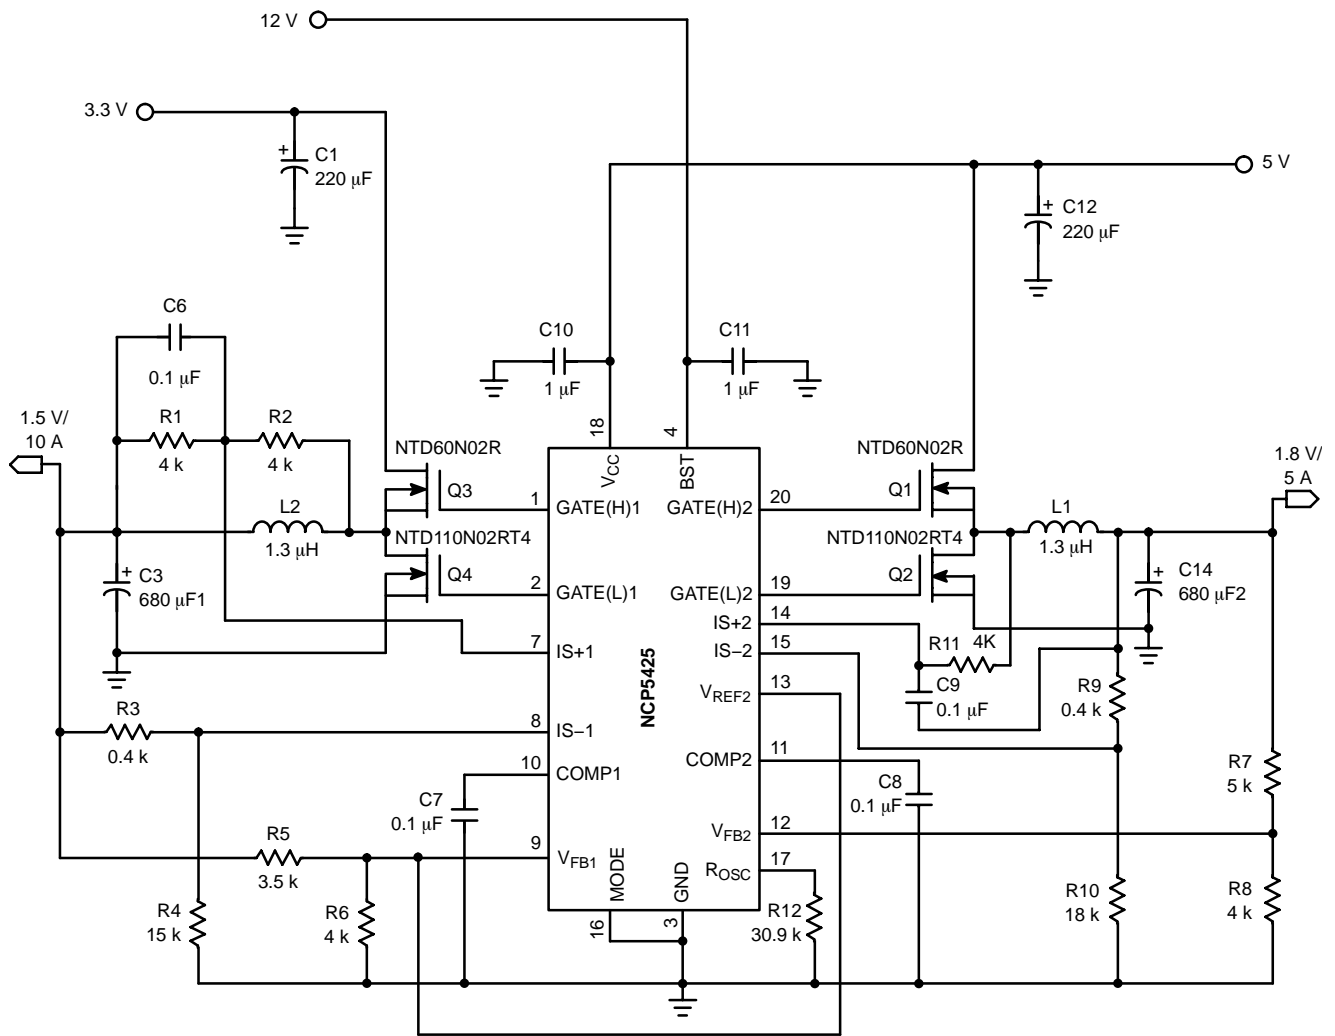 12 V
3.3 V
C1
220 μF
5 V
C12
220 μF
C6
0.1 μF
C10
1 μF
C11
1 μF
1.5 V/
10 A
R1
4 k
R2
4 k
18
4
NTD60N02R
VCC
BST
NTD60N02R
1.8 V/
5 A
Q3
1
GATE(H)1
GATE(H)2
20
Q1
L2
1.3 μH
L1
1.3 μH
NTD110N02RT4
NTD110N02RT4
C3
680 μF1
Q4
2
GATE(L)1
GATE(L)2
19
Q2
C14
680 μF2
IS+2
14
7
IS+1
IS−2
15
R11
4K
NCP5425
VREF2
13
C9
0.1 μF
R9
0.4 k
R3
0.4 k
8
IS−1
10
COMP1
COMP2
11
C7
0.1 μF
C8
0.1 μF
R7
5 k
R5
3.5 k
9
VFB1
VFB2
12
MODE
GND
ROSC
17
R4
15 k
R6
4 k
16
3
R12
30.9 k
R10
18 k
R8
4 k